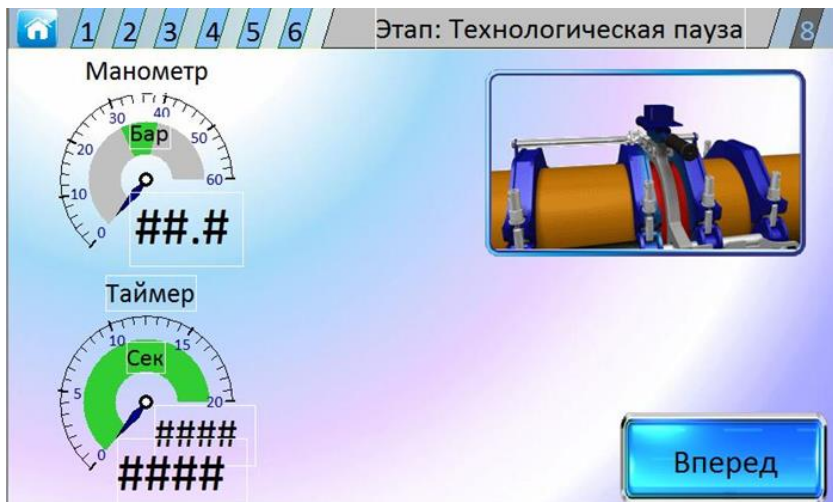 1 2 3 4 5 6 Этап: Технологическая пауза 8
Манометр
0 10 20 30 40 50 60
Бар
##.#
Таймер
0 5 10 15 20
Сек
####
####
Вперед